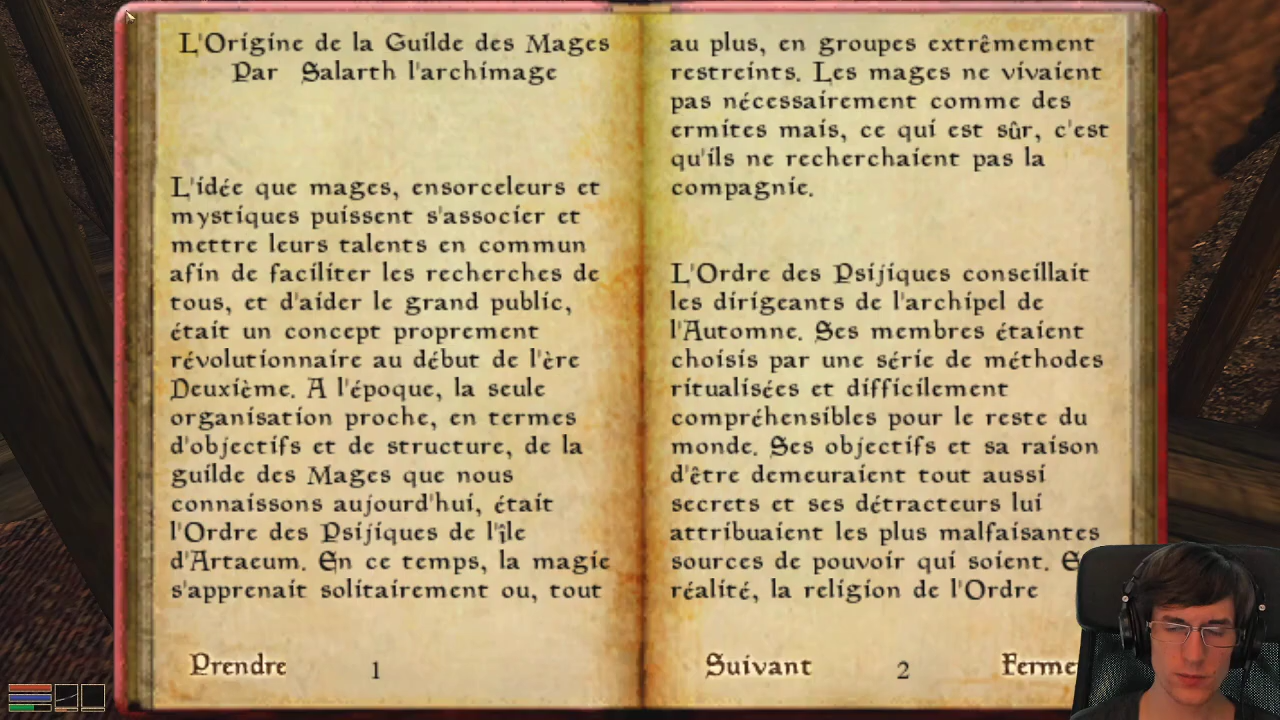 L'Origine de la Guilde des Mages
Par Salarth l'archimage
L'idée que mages, ensorceleurs et
mystiques puissent s'associer et
mettre leurs talents en commun
afin de faciliter les recherches de
tous, et d'aider le grand public,
était un concept proprement
révolutionnaire au début de l'ère
Deuxième. A l'époque, la seule
organisation proche, en termes
d'objectifs et de structure, de la
guilde des Mages que nous
connaissons aujourd'hui, était
l'Ordre des Psijiques de l'île
d'Artaeum. En ce temps, la magie
s'apprenait solitairement ou, tout
Prendre
1
au plus, en groupes extrêmement
restreints. Les mages ne vivaient
pas nécessairement comme des
ermites mais, ce qui est sûr, c'est
qu'ils ne recherchaient pas la
compagnie.
L'Ordre des Psijiques conseillait
les dirigeants de l'archipel de
l'Automne. Ses membres étaient
choisis par une série de méthodes
ritualisées et difficilement
compréhensibles pour le reste du
monde. Ses objectifs et sa raison
d'être demeuraient tout aussi
secrets et ses détracteurs lui
attribuaient les plus malfaisantes
sources de pouvoir qui soient.
réalité, la religion de l'Ordre
Suivant
2